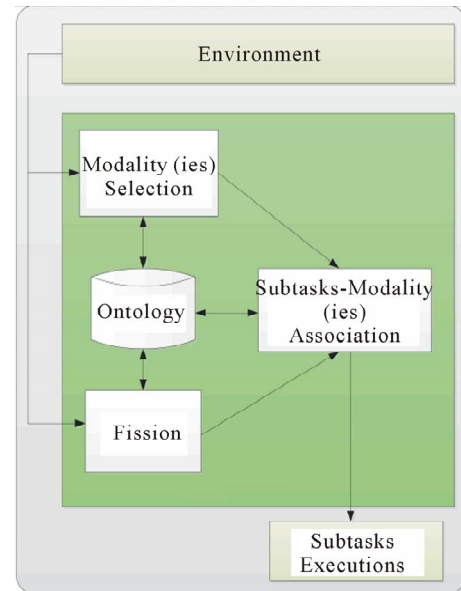 Environment
Modality (ies)
Selection
Ontology
Subtasks-Modality
(ies)
Association
Fission
Subtasks
Executions